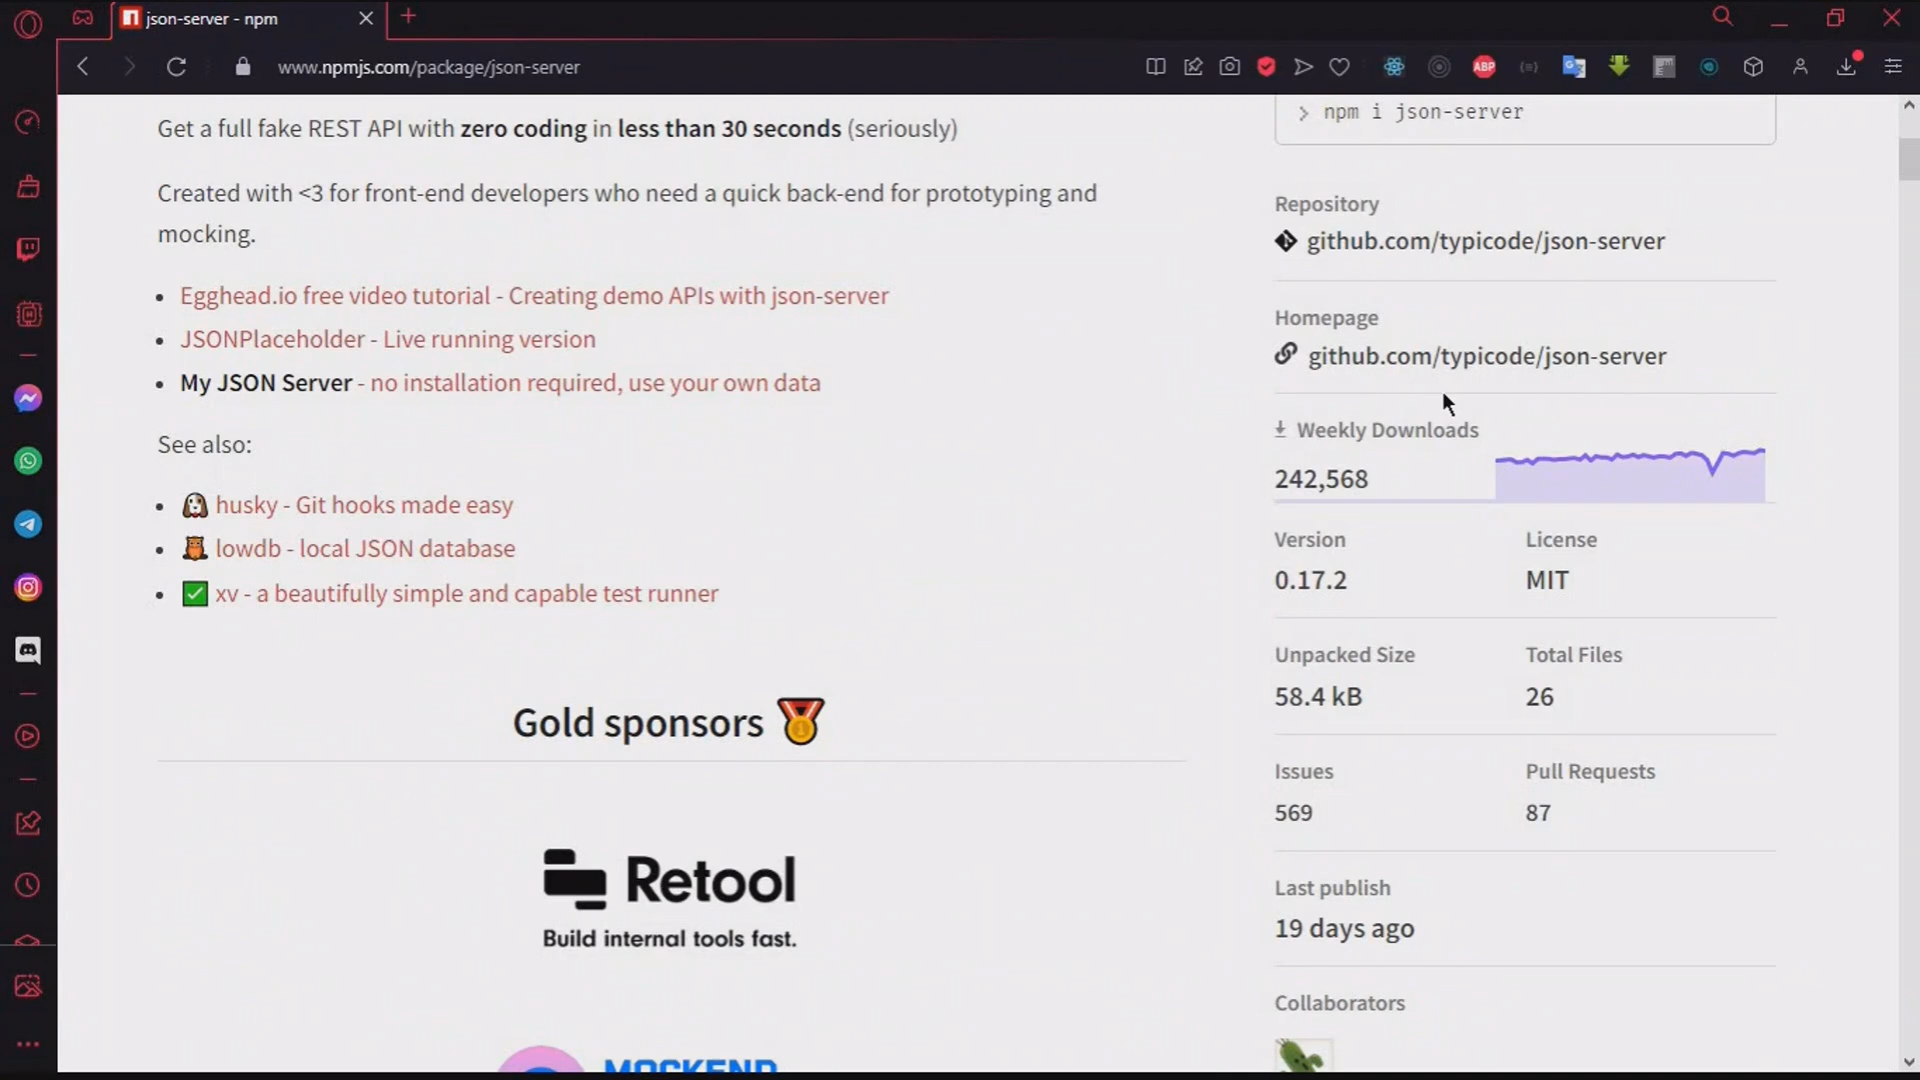 json-server - npm
www.npmjs.com/package/json-server
ABP
Get a full fake REST API with zero coding in less than 30 seconds (seriously)
Created with <3 for front-end developers who need a quick back-end for prototyping and
mocking.
• Egghead.io free video tutorial - Creating demo APIs with json-server
• JSONPlaceholder - Live running version
• My JSON Server - no installation required, use your own data
See also:
• husky - Git hooks made easy
• lowdb - local JSON database
• xv - a beautifully simple and capable test runner
Gold sponsors
Retool
Build internal tools fast.
MOCKEND
> npm i json-server
Repository
github.com/typicode/json-server
Homepage
github.com/typicode/json-server
Weekly Downloads
242,568
Version
License
0.17.2
MIT
Unpacked Size
Total Files
58.4 kB
26
Issues
Pull Requests
569
87
Last publish
19 days ago
Collaborators